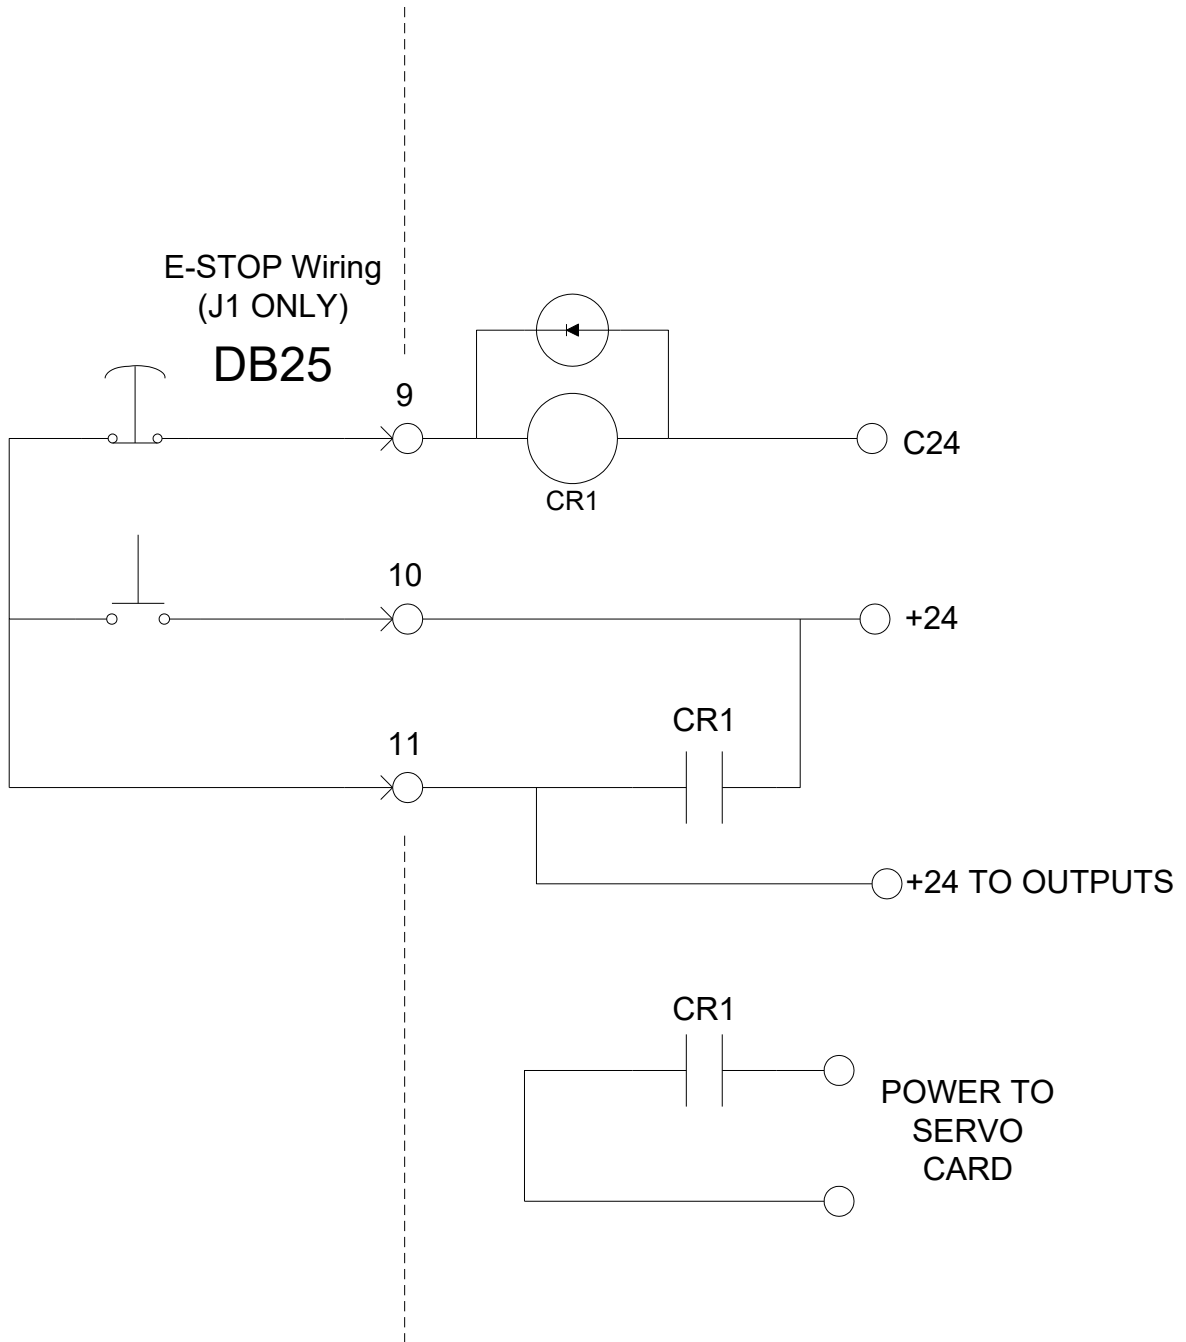 E-STOP Wiring
(J1 ONLY)
DB25
9
C24
CR1
10
+24
CR1
11
+24 TO OUTPUTS
CR1
POWER TO
SERVO
CARD